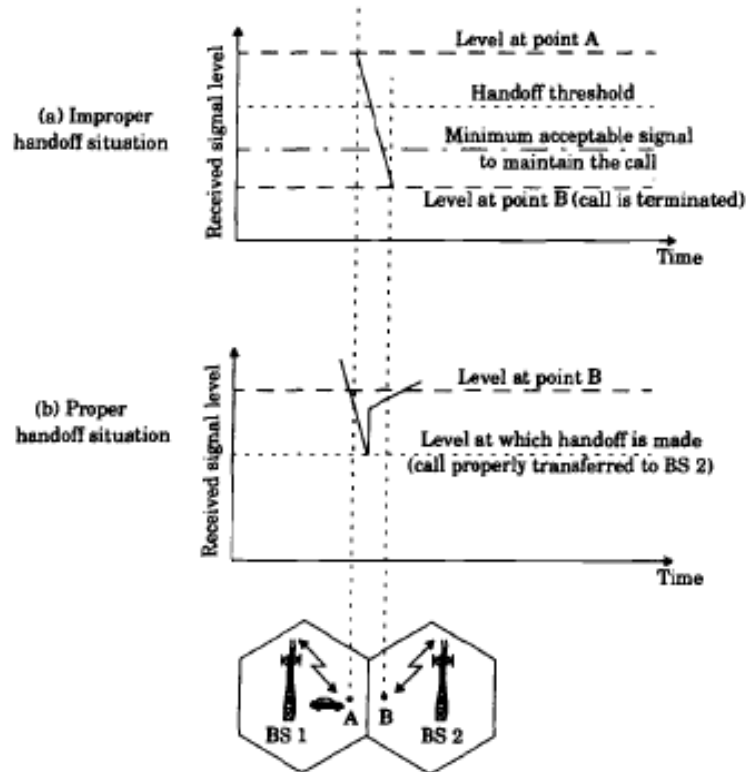 Received signal level
(a) Improper
handoff situation
Level at point A
Handoff threshold
Minimum acceptable signal
to maintain the call
Level at point B (call is terminated)
Time
Received signal level
(b) Proper
handoff situation
Level at point B
Level at which handoff is made
(call properly transferred to BS 2)
Time
A
B
BS 1
BS 2